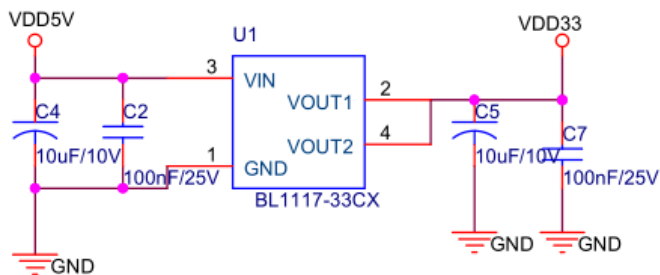 VDD5V
U1
VDD33
3
VIN
C4
C2
VOUT1
2
C5
C7
10uF/10V
VOUT2
4
10uF/10V
1
GND
100nF/25V
100nF/25V
BL1117-33CX
GND
GND
GND